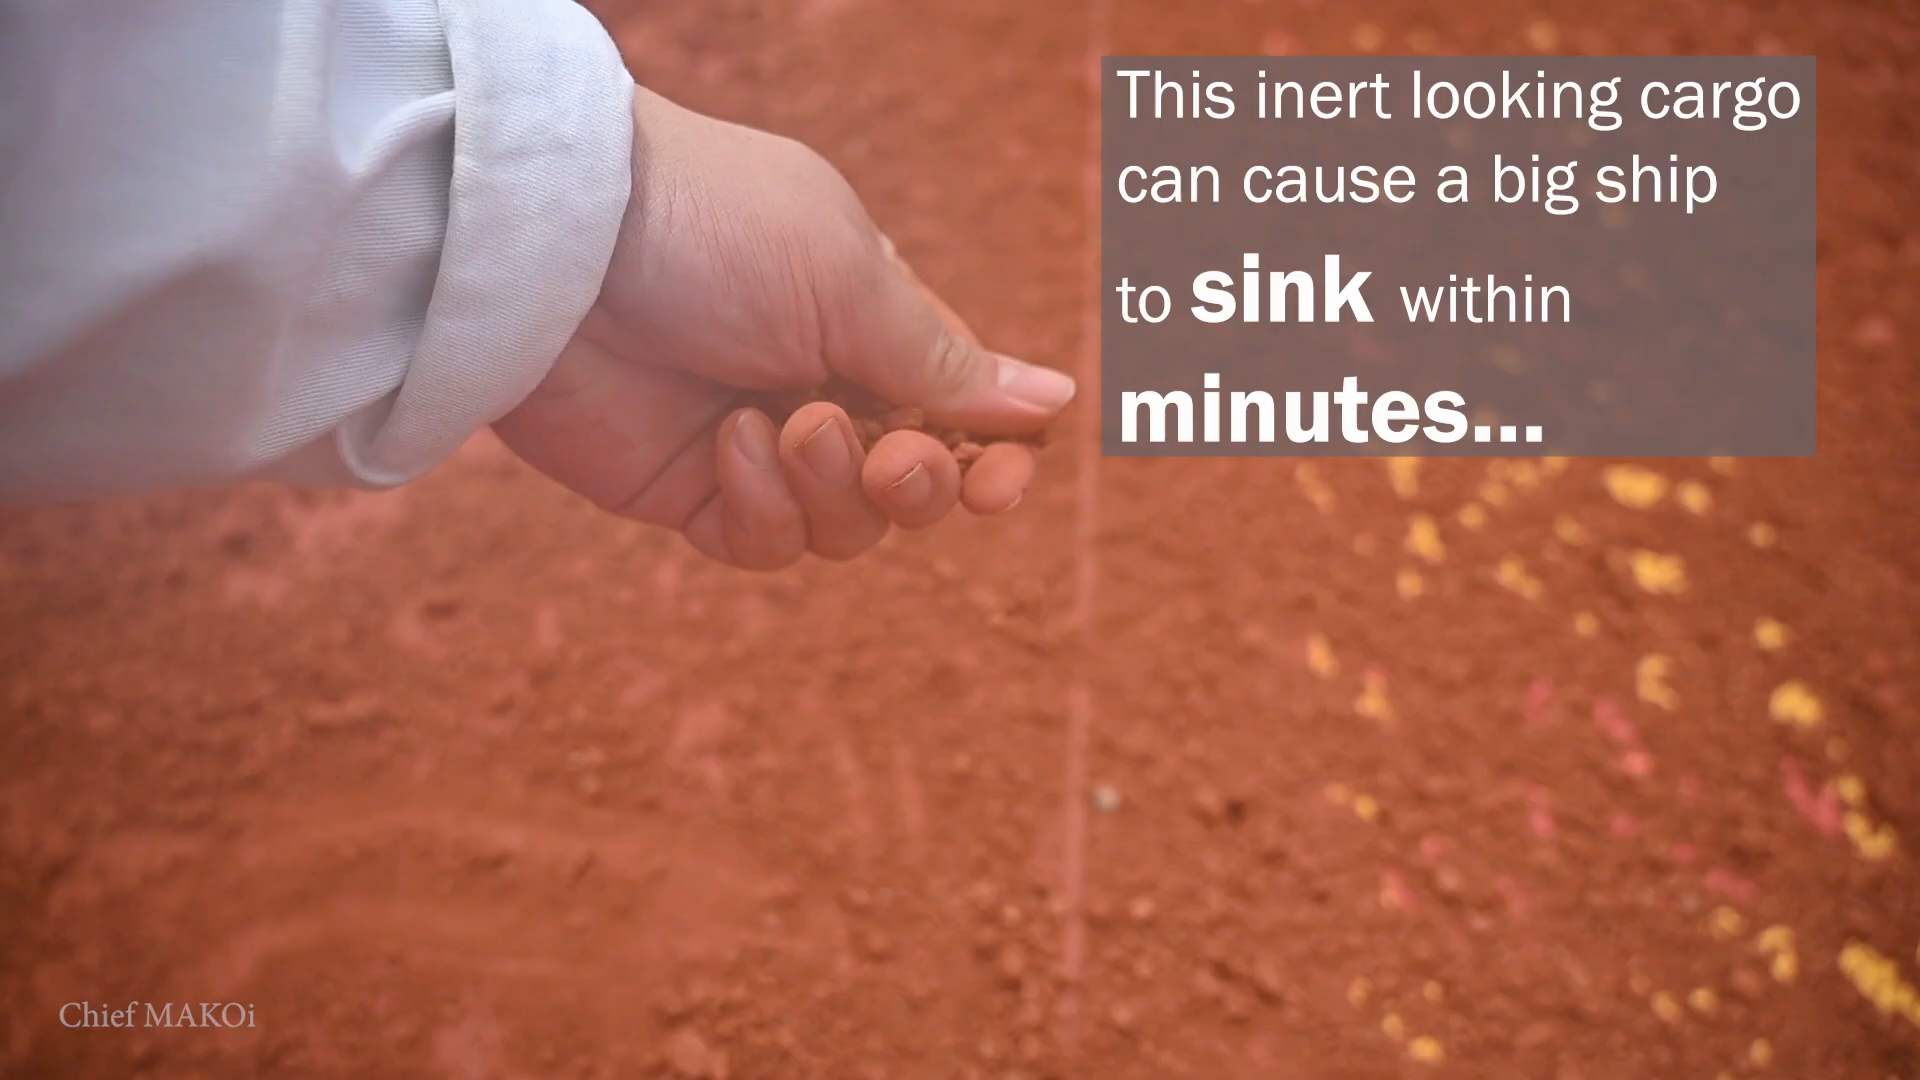 This inert looking cargo
can cause a big ship
to sink within
minutes...
Chief MAKOi